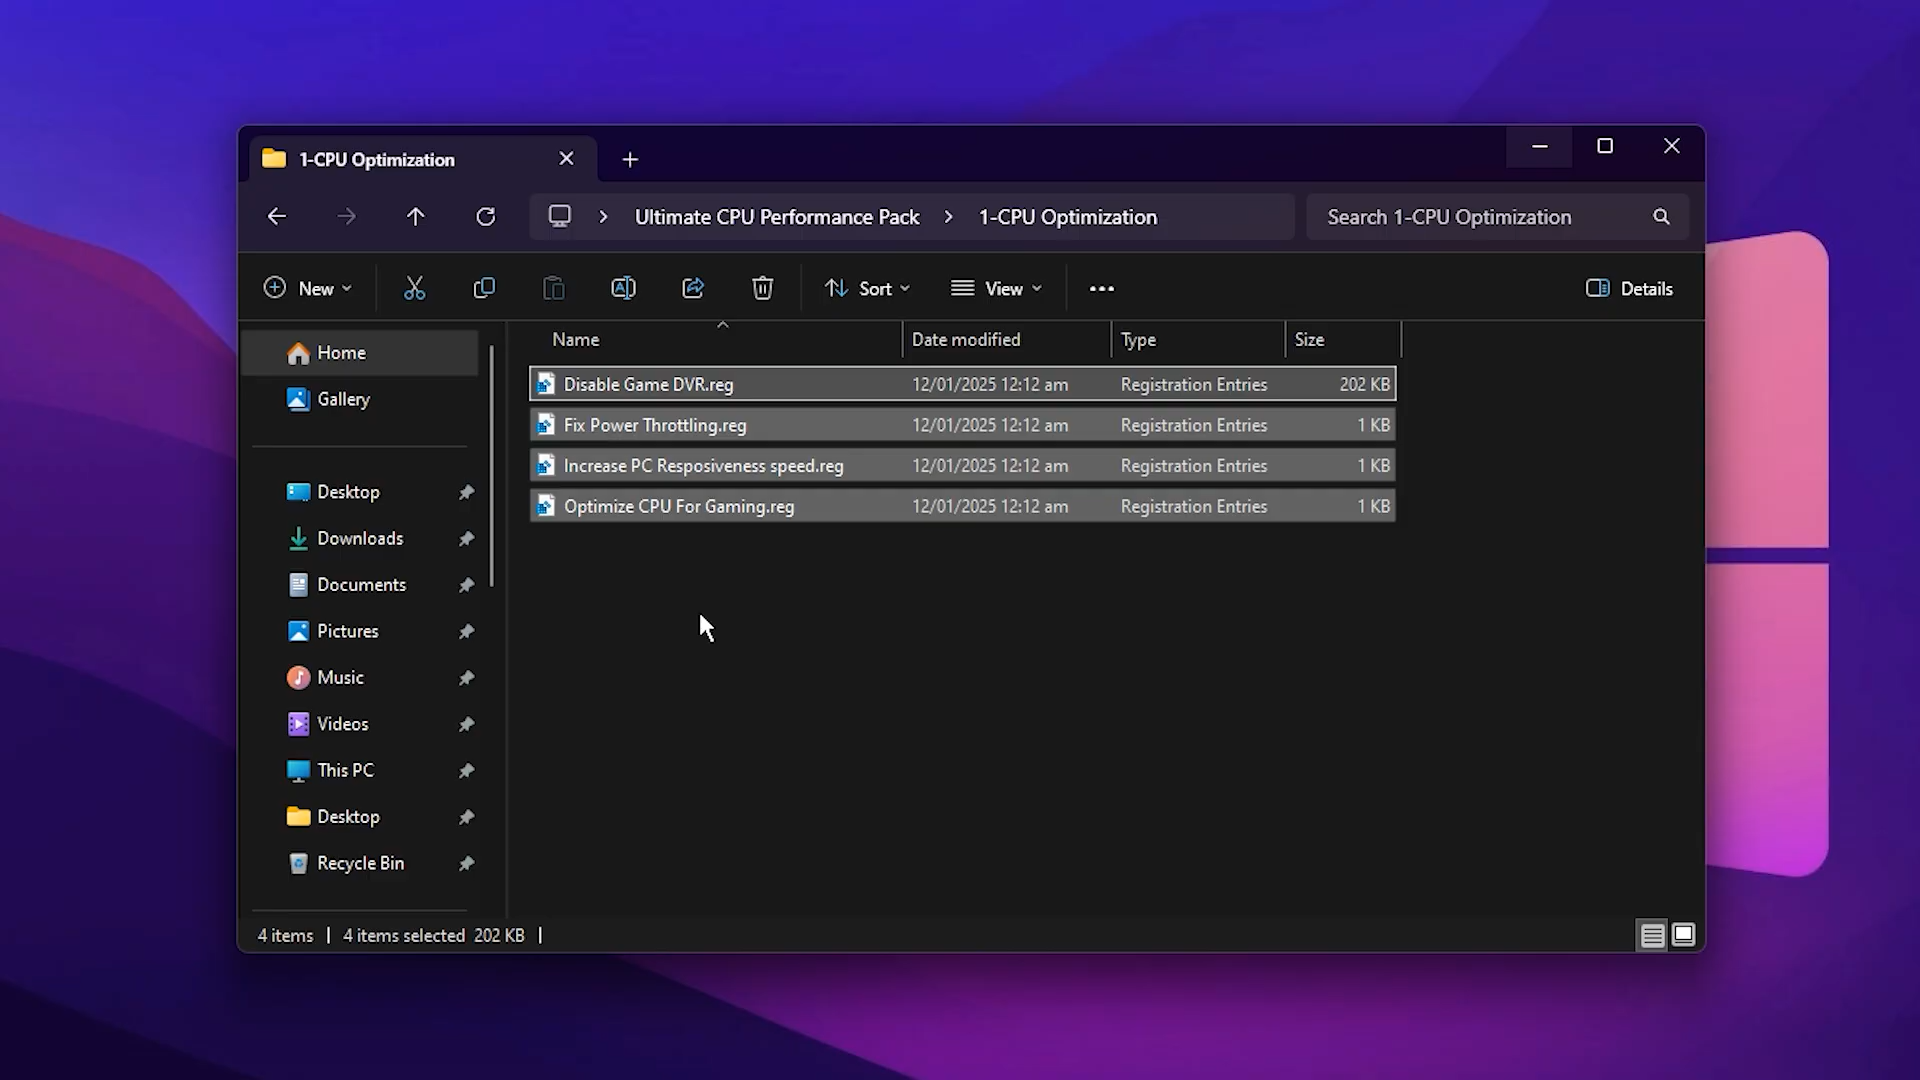 1-CPU Optimization
Ultimate CPU Performance Pack > 1-CPU Optimization
Search 1-CPU Optimization
New
Sort
View
Details
Name Date modified Type Size
Home
Gallery
Desktop
Downloads
Documents
Pictures
Music
Videos
This PC
Desktop
Recycle Bin
Disable Game DVR.reg 12/01/2025 12:12 am Registration Entries 202 KB
Fix Power Throttling.reg 12/01/2025 12:12 am Registration Entries 1 KB
Increase PC Resposiveness speed.reg 12/01/2025 12:12 am Registration Entries 1 KB
Optimize CPU For Gaming.reg 12/01/2025 12:12 am Registration Entries 1 KB
4 items | 4 items selected 202 KB |